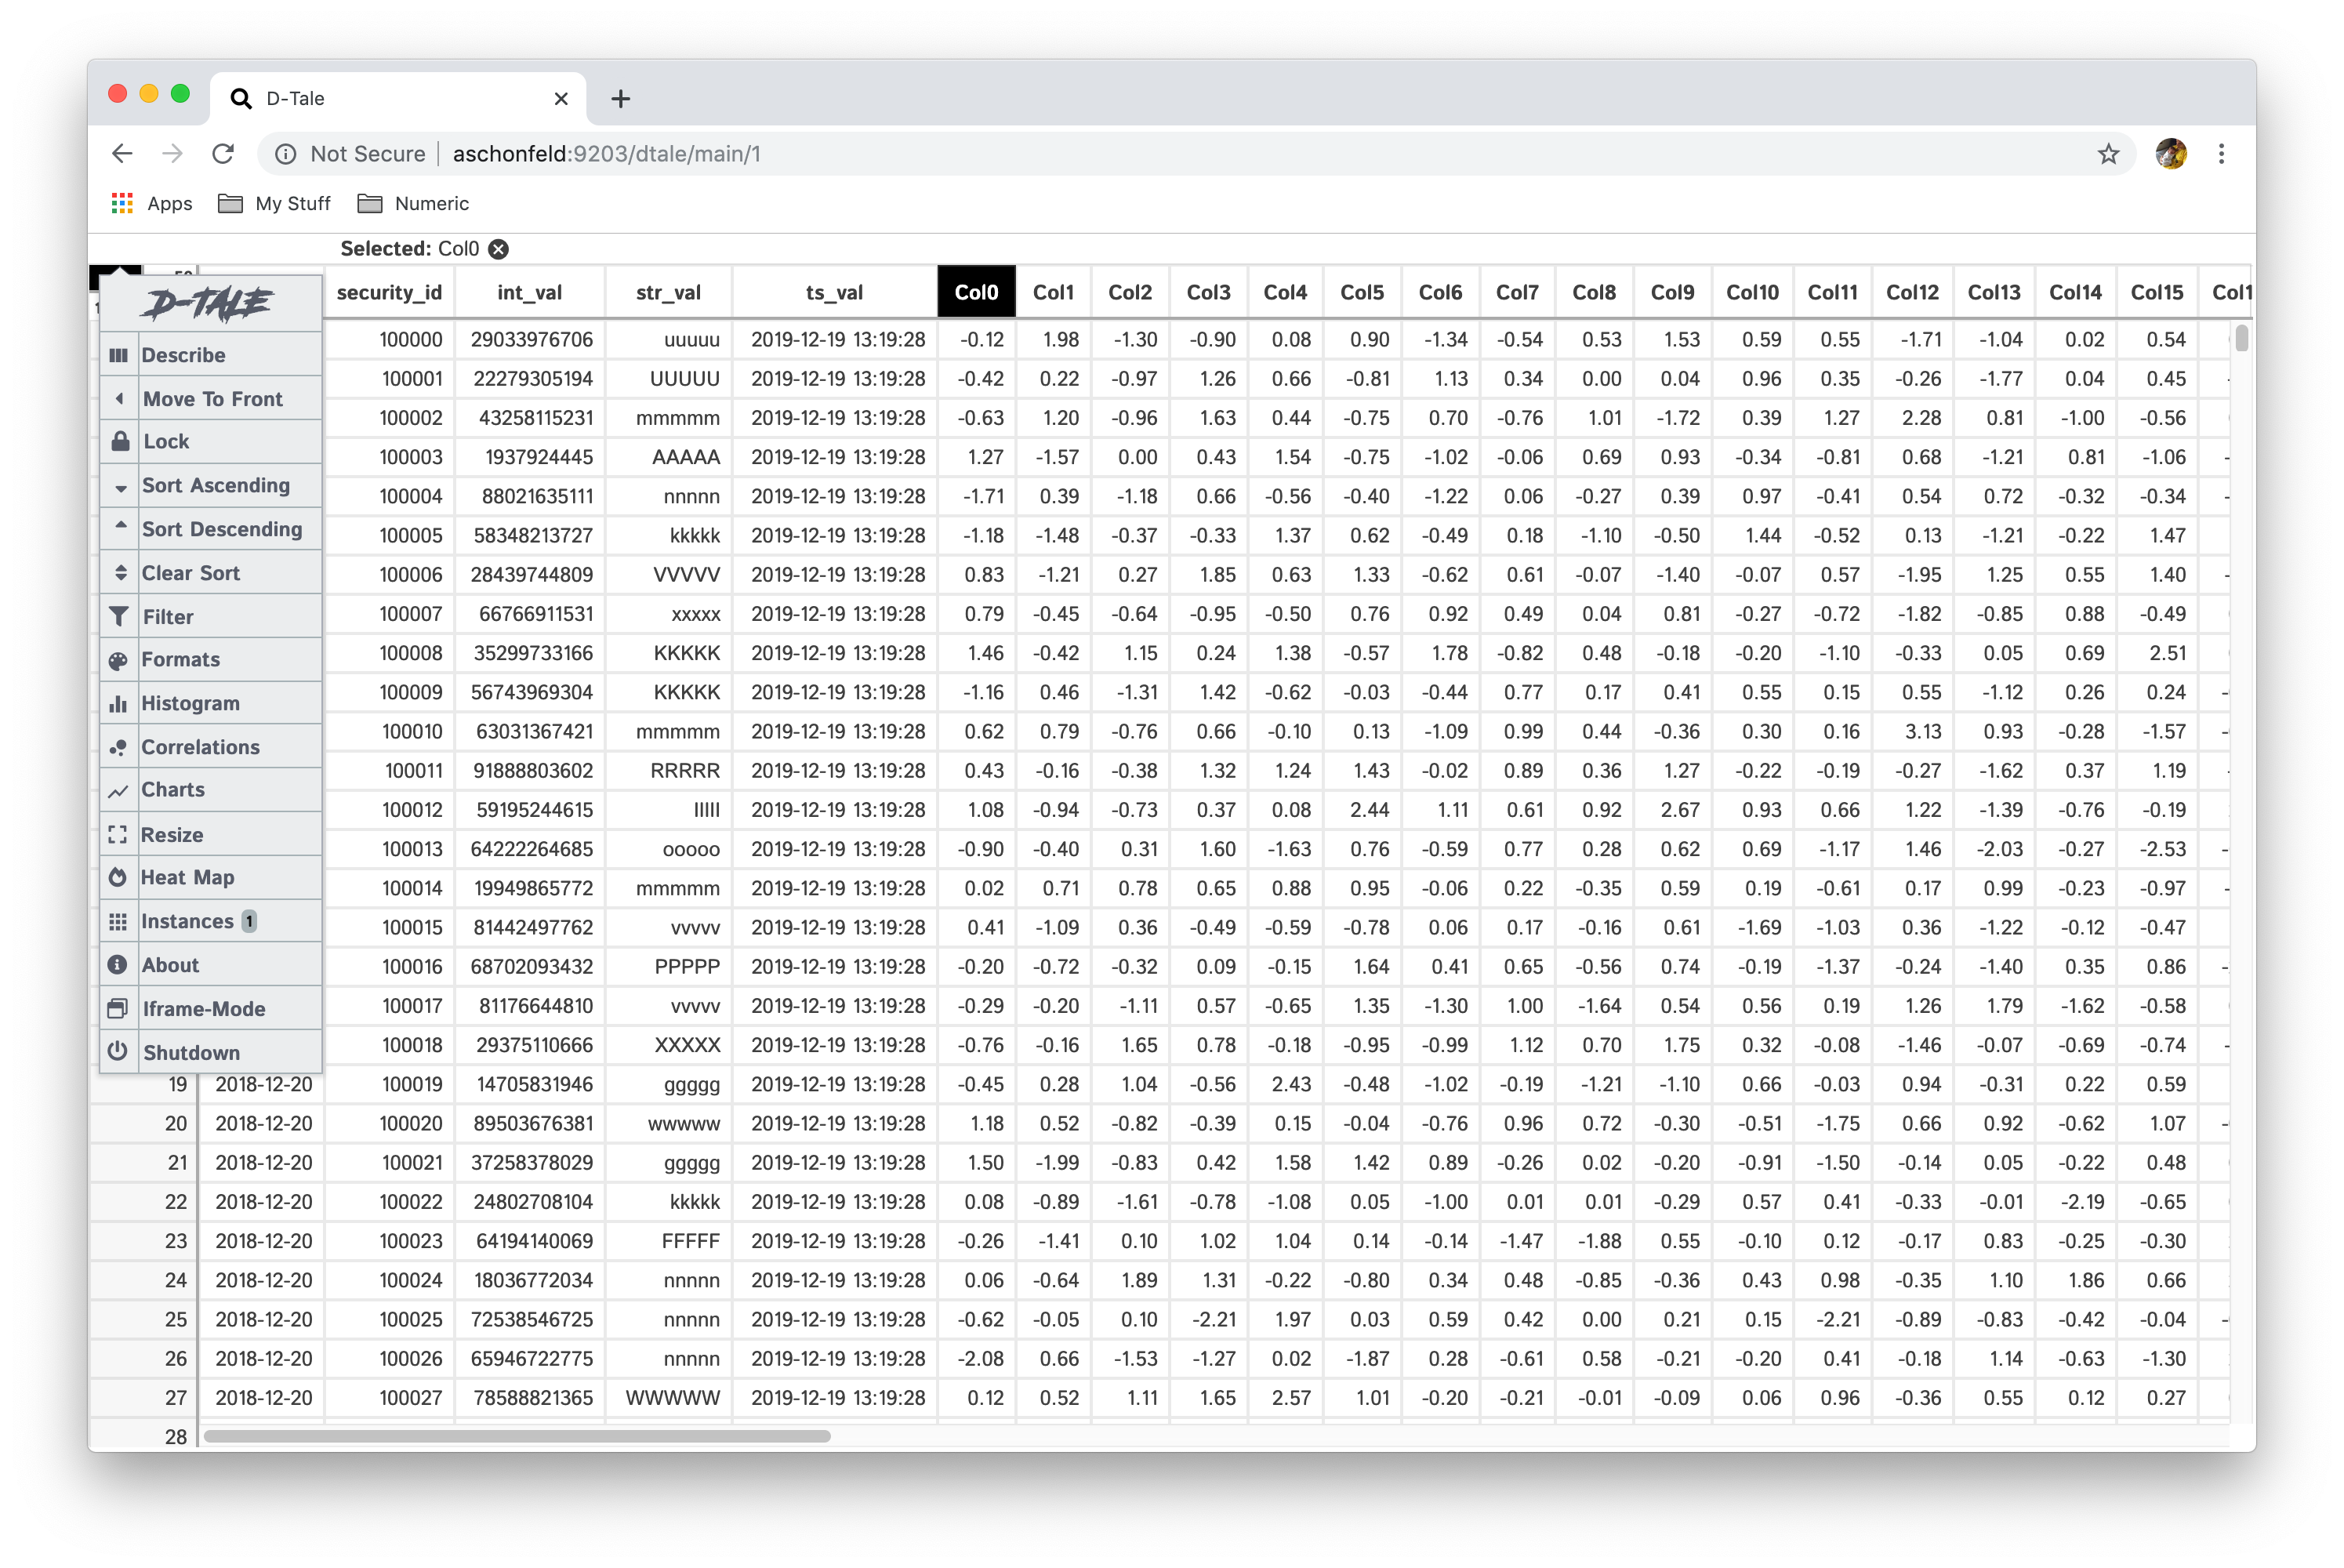 D-Tale
Not Secure aschonfeld:9203/dtale/main/1
Apps My Stuff Numeric
Selected: Col0
security_id int_val str_val ts_val Col0 Col1 Col2 Col3 Col4 Col5 Col6 Col7 Col8 Col9 Col10 Col11 Col12 Col13 Col14 Col15
D-TALE
Describe
Move To Front
Lock
Sort Ascending
Sort Descending
Clear Sort
Filter
Formats
Histogram
Correlations
Charts
Resize
Heat Map
Instances 1
About
Iframe-Mode
Shutdown
100000 29033976706 uuuuu 2019-12-19 13:19:28 -0.12 1.98 -1.30 -0.90 0.08 0.90 -1.34 -0.54 0.53 1.53 0.59 0.55 -1.71 -1.04 0.02 0.54
100001 22279305194 UUUUU 2019-12-19 13:19:28 -0.42 0.22 -0.97 1.26 0.66 -0.81 1.13 0.34 0.00 0.04 0.96 0.35 -0.26 -1.77 0.04 0.45
100002 43258115231 mmmmm 2019-12-19 13:19:28 -0.63 1.20 -0.96 1.63 0.44 -0.75 0.70 -0.76 1.01 -1.72 0.39 1.27 2.28 0.81 -1.00 -0.56
100003 1937924445 AAAAA 2019-12-19 13:19:28 1.27 -1.57 0.00 0.43 1.54 -0.75 -1.02 -0.06 0.69 0.93 -0.34 -0.81 0.68 -1.21 0.81 -1.06
100004 88021635111 nnnnn 2019-12-19 13:19:28 -1.71 0.39 -1.18 0.66 -0.56 -0.40 -1.22 0.06 -0.27 0.39 0.97 -0.41 0.54 0.72 -0.32 -0.34
100005 58348213727 kkkkk 2019-12-19 13:19:28 -1.18 -1.48 -0.37 -0.33 1.37 0.62 -0.49 0.18 -1.10 -0.50 1.44 -0.52 0.13 -1.21 -0.22 1.47
100006 28439744809 VVVVV 2019-12-19 13:19:28 0.83 -1.21 0.27 1.85 0.63 1.33 -0.62 0.61 -0.07 -1.40 -0.07 0.57 -1.95 1.25 0.55 1.40
100007 66766911531 xxxxx 2019-12-19 13:19:28 0.79 -0.45 -0.64 -0.95 -0.50 0.76 0.92 0.49 0.04 0.81 -0.27 -0.72 -1.82 -0.85 0.88 -0.49
100008 35299733166 KKKKK 2019-12-19 13:19:28 1.46 -0.42 1.15 0.24 1.38 -0.57 1.78 -0.82 0.48 -0.18 -0.20 -1.10 -0.33 0.05 0.69 2.51
100009 56743969304 KKKKK 2019-12-19 13:19:28 -1.16 0.46 -1.31 1.42 -0.62 -0.03 -0.44 0.77 0.17 0.41 0.55 0.15 0.55 -1.12 0.26 0.24
100010 63031367421 mmmmm 2019-12-19 13:19:28 0.62 0.79 -0.76 0.66 -0.10 0.13 -1.09 0.99 0.44 -0.36 0.30 0.16 3.13 0.93 -0.28 -1.57
100011 91888803602 RRRRR 2019-12-19 13:19:28 0.43 -0.16 -0.38 1.32 1.24 1.43 -0.02 0.89 0.36 1.27 -0.22 -0.19 -0.27 -1.62 0.37 1.19
100012 59195244615 lllll 2019-12-19 13:19:28 1.08 -0.94 -0.73 0.37 0.08 2.44 1.11 0.61 0.92 2.67 0.93 0.66 1.22 -1.39 -0.76 -0.19
100013 64222264685 ooooo 2019-12-19 13:19:28 -0.90 -0.40 0.31 1.60 -1.63 0.76 -0.59 0.77 0.28 0.62 0.69 -1.17 1.46 -2.03 -0.27 -2.53
100014 19949865772 mmmmm 2019-12-19 13:19:28 0.02 0.71 0.78 0.65 0.88 0.95 -0.06 0.22 -0.35 0.59 0.19 -0.61 0.17 0.99 -0.23 -0.97
100015 81442497762 vvvvv 2019-12-19 13:19:28 0.41 -1.09 0.36 -0.49 -0.59 -0.78 0.06 0.17 -0.16 0.61 -1.69 -1.03 0.36 -1.22 -0.12 -0.47
100016 68702093432 PPPPP 2019-12-19 13:19:28 -0.20 -0.72 -0.32 0.09 -0.15 1.64 0.41 0.65 -0.56 0.74 -0.19 -1.37 -0.24 -1.40 0.35 0.86
100017 81176644810 vvvvv 2019-12-19 13:19:28 -0.29 -0.20 -1.11 0.57 -0.65 1.35 -1.30 1.00 -1.64 0.54 0.56 0.19 1.26 1.79 -1.62 -0.58
100018 29375110666 XXXXX 2019-12-19 13:19:28 -0.76 -0.16 1.65 0.78 -0.18 -0.95 -0.99 1.12 0.70 1.75 0.32 -0.08 -1.46 -0.07 -0.69 -0.74
19 2018-12-20 100019 14705831946 ggggg 2019-12-19 13:19:28 -0.45 0.28 1.04 -0.56 2.43 -0.48 -1.02 -0.19 -1.21 -1.10 0.66 -0.03 0.94 -0.31 0.22 0.59
20 2018-12-20 100020 89503676381 wwwww 2019-12-19 13:19:28 1.18 0.52 -0.82 -0.39 0.15 -0.04 -0.76 0.96 0.72 -0.30 -0.51 -1.75 0.66 0.92 -0.62 1.07
21 2018-12-20 100021 37258378029 ggggg 2019-12-19 13:19:28 1.50 -1.99 -0.83 0.42 1.58 1.42 0.89 -0.26 0.02 -0.20 -0.91 -1.50 -0.14 0.05 -0.22 0.48
22 2018-12-20 100022 24802708104 kkkkk 2019-12-19 13:19:28 0.08 -0.89 -1.61 -0.78 -1.08 0.05 -1.00 0.01 0.01 -0.29 0.57 0.41 -0.33 -0.01 -2.19 -0.65
23 2018-12-20 100023 64194140069 FFFFF 2019-12-19 13:19:28 -0.26 -1.41 0.10 1.02 1.04 0.14 -0.14 -1.47 -1.88 0.55 -0.10 0.12 -0.17 0.83 -0.25 -0.30
24 2018-12-20 100024 18036772034 nnnnn 2019-12-19 13:19:28 0.06 -0.64 1.89 1.31 -0.22 -0.80 0.34 0.48 -0.85 -0.36 0.43 0.98 -0.35 1.10 1.86 0.66
25 2018-12-20 100025 72538546725 nnnnn 2019-12-19 13:19:28 -0.62 -0.05 0.10 -2.21 1.97 0.03 0.59 0.42 0.00 0.21 0.15 -2.21 -0.89 -0.83 -0.42 -0.04
26 2018-12-20 100026 65946722775 nnnnn 2019-12-19 13:19:28 -2.08 0.66 -1.53 -1.27 0.02 -1.87 0.28 -0.61 0.58 -0.21 -0.20 0.41 -0.18 1.14 -0.63 -1.30
27 2018-12-20 100027 78588821365 WWWWW 2019-12-19 13:19:28 0.12 0.52 1.11 1.65 2.57 1.01 -0.20 -0.21 -0.01 -0.09 0.06 0.96 -0.36 0.55 0.12 0.27
28